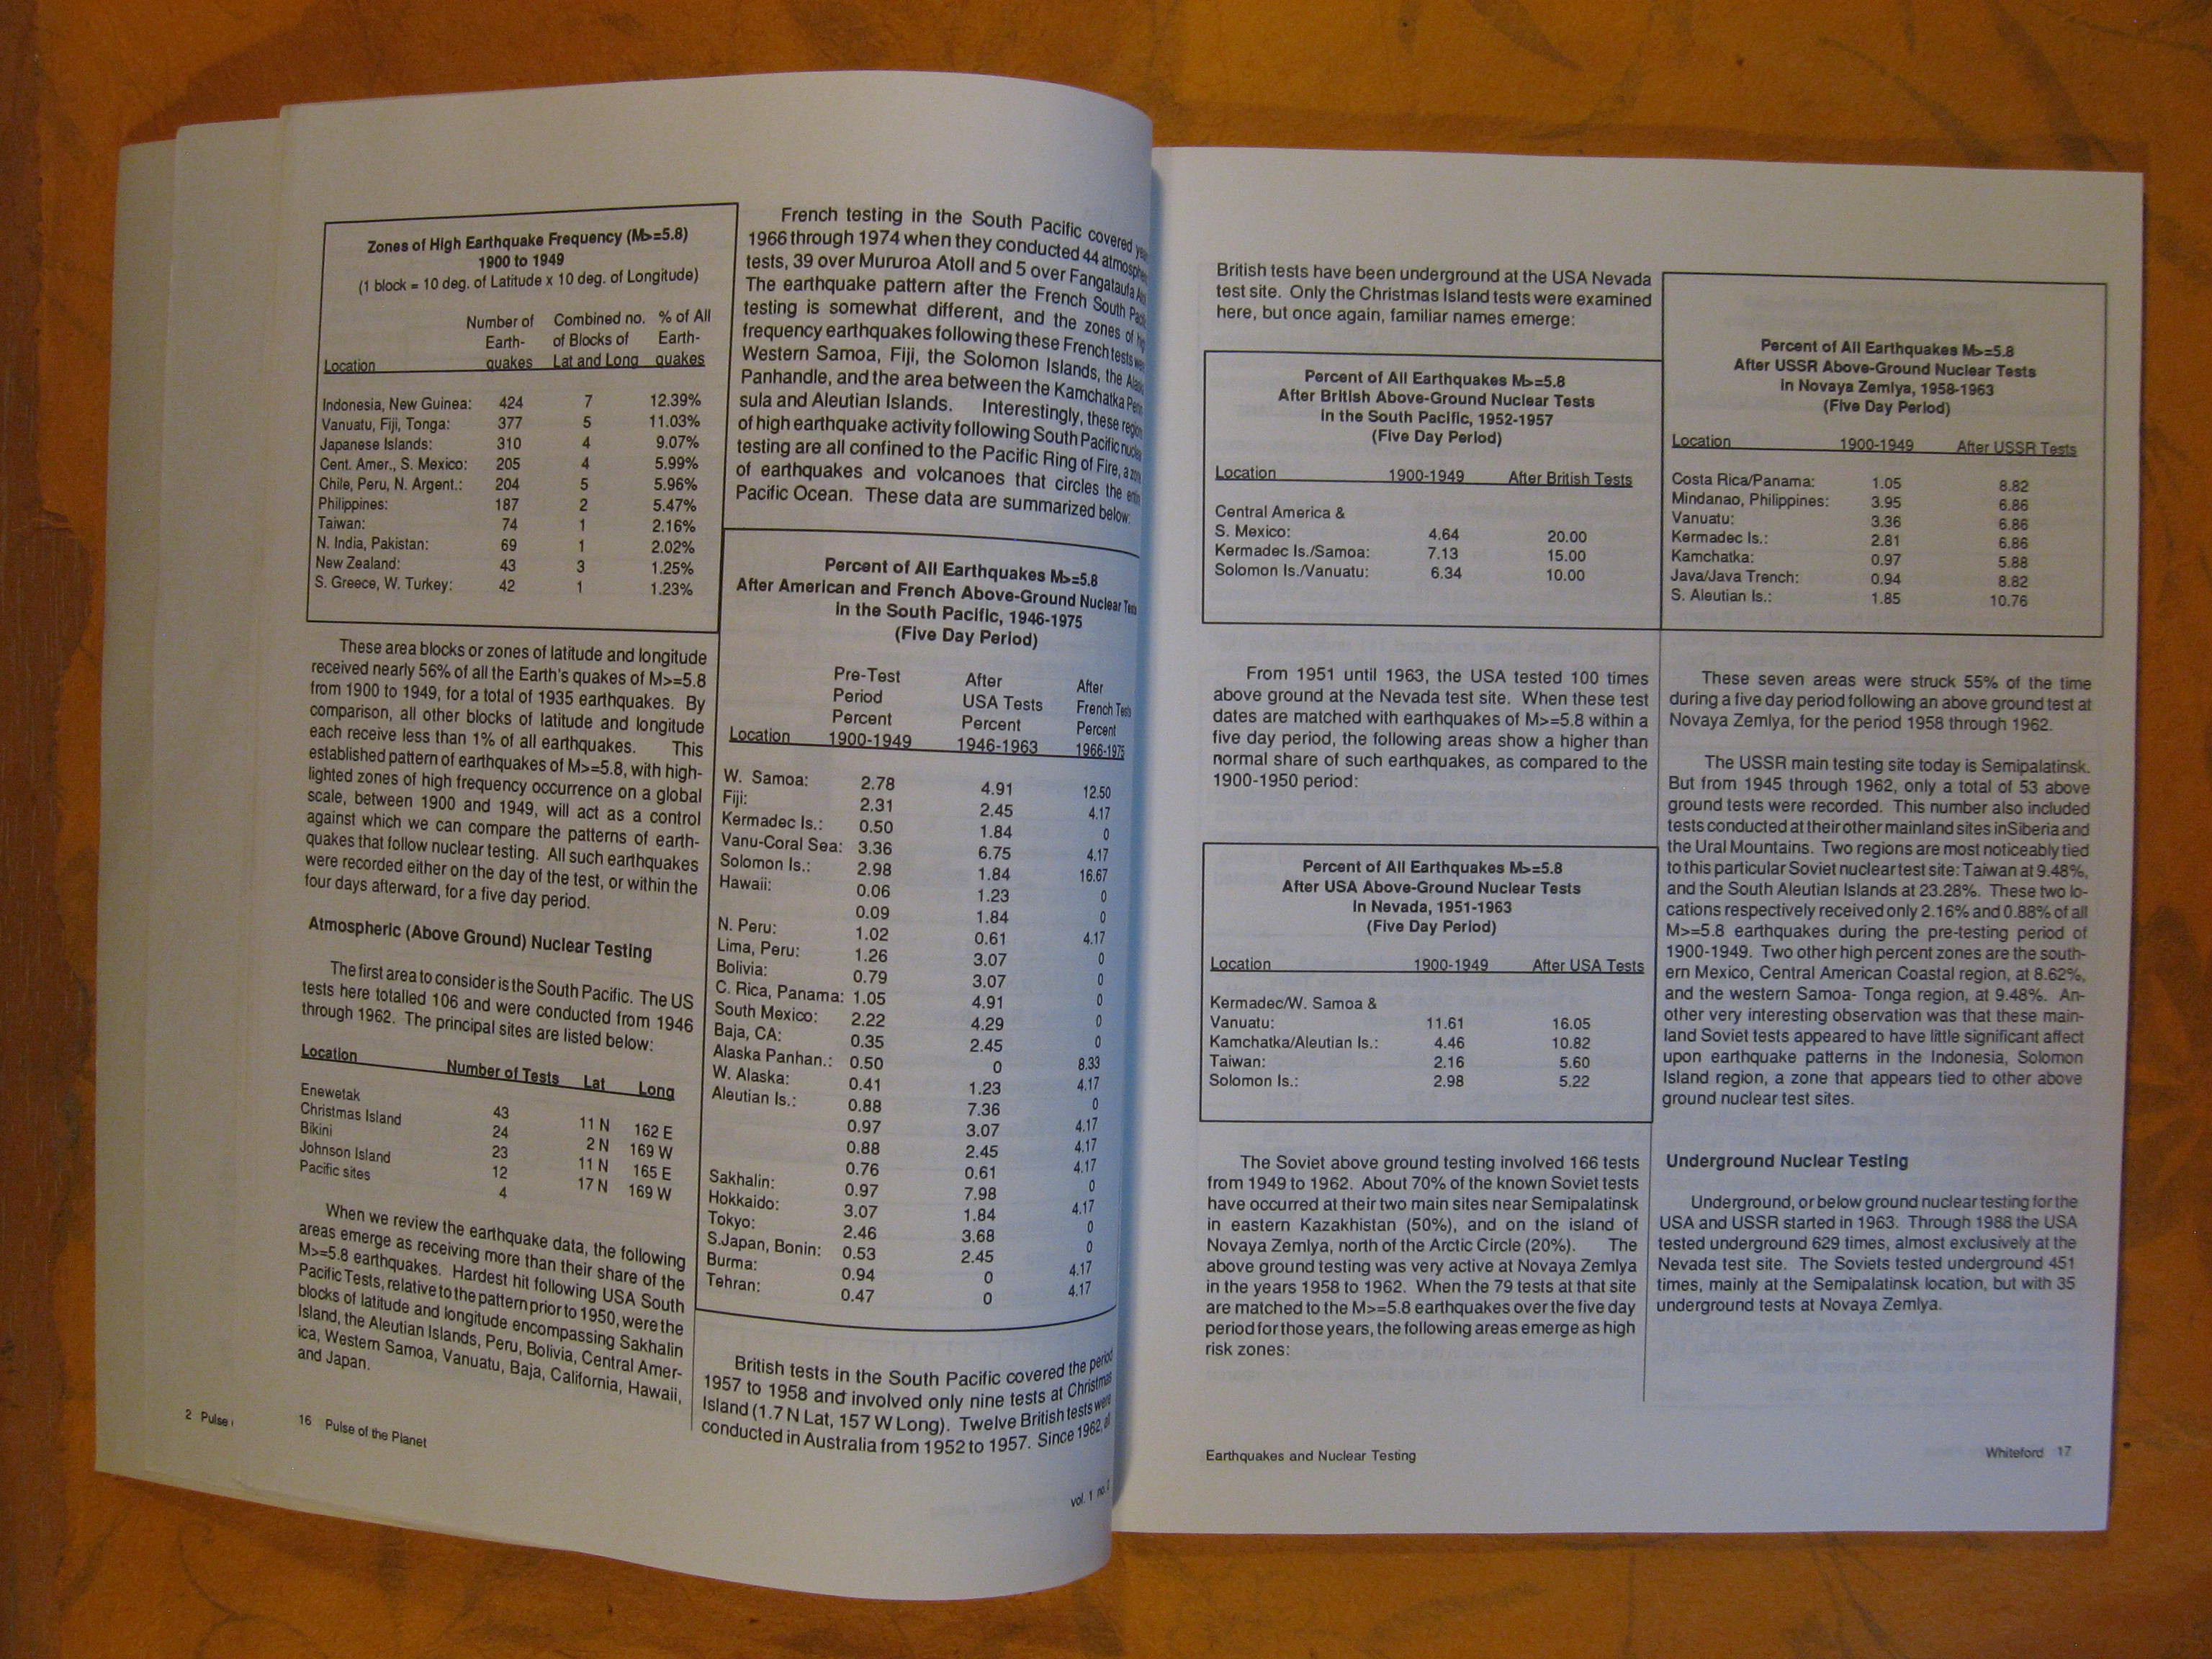 Zones of High Earthquake Frequency (M>=5.8)
1900 to 1949
(1 block = 10 deg. of Latitude x 10 deg. of Longitude)
Number of Combined no. % of All
Earth- of Blocks of Earth-
Location quakes Lat and Long quakes
Indonesia, New Guinea: 424 7 12.39%
Vanuatu, Fiji, Tonga: 377 5 11.03%
Japanese Islands: 310 4 9.07%
Cent. Amer., S. Mexico: 205 4 5.99%
Chile, Peru, N. Argent.: 204 5 5.96%
Philippines: 187 2 5.47%
Taiwan: 74 1 2.16%
N. India, Pakistan: 69 1 2.02%
New Zealand: 43 3 1.25%
S. Greece, W. Turkey: 42 1 1.23%
These area blocks or zones of latitude and longitude
received nearly 56% of all the Earth's quakes of M>=5.8
from 1900 to 1949, for a total of 1935 earthquakes. By
comparison, all other blocks of latitude and longitude
each receive less than 1% of all earthquakes. This
established pattern of earthquakes of M>=5.8, with high-
lighted zones of high frequency occurrence on a global
scale, between 1900 and 1949, will act as a control
against which we can compare the patterns of earth-
quakes that follow nuclear testing. All such earthquakes
were recorded either on the day of the test, or within the
four days afterward, for a five day period.
Atmospheric (Above Ground) Nuclear Testing
The first area to consider is the South Pacific. The US
tests here totalled 106 and were conducted from 1946
through 1962. The principal sites are listed below:
Location Number of Tests Lat Long
Enewetak 43 11 N 162 E
Christmas Island 24 2 N 169 W
Bikini 23 11 N 165 E
Johnson Island 12 17 N 169 W
Pacific sites 4
When we review the earthquake data, the following
areas emerge as receiving more than their share of the
M>=5.8 earthquakes. Hardest hit following USA South
Pacific Tests, relative to the pattern prior to 1950, were the
blocks of latitude and longitude encompassing Sakhalin
Island, the Aleutian Islands, Peru, Bolivia, Central Amer-
ica, Western Samoa, Vanuatu, Baja, California, Hawaii,
and Japan.
2 Pulse
16 Pulse of the Planet
French testing in the South Pacific covered
1966 through 1974 when they conducted 44
tests, 39 over Mururoa Atoll and 5 over Fangataufa
The earthquake pattern after the French South
testing is somewhat different, and the zones of
frequency earthquakes following these French tests
Western Samoa, Fiji, the Solomon Islands, the
Panhandle, and the area between the Kamchatka
sula and Aleutian Islands. Interestingly, these
of high earthquake activity following South Pacific nuclear
testing are all confined to the Pacific Ring of Fire, a
of earthquakes and volcanoes that circles the
Pacific Ocean. These data are summarized below:
Percent of All Earthquakes M>=5.8
After American and French Above-Ground Nuclear Tests
in the South Pacific, 1946-1975
(Five Day Period)
Pre-Test After After
Period USA Tests French Tests
Percent Percent Percent
Location 1900-1949 1946-1963 1966-1975
W. Samoa: 2.78 4.91 12.50
Fiji: 2.31 2.45 4.17
Kermadec Is.: 0.50 1.84 0
Vanu-Coral Sea: 3.36 6.75 4.17
Solomon Is.: 2.98 1.84 16.67
Hawaii: 0.06 1.23 0
0.09 1.84 0
N. Peru: 1.02 0.61 4.17
Lima, Peru: 1.26 3.07 0
Bolivia: 0.79 3.07 0
C. Rica, Panama: 1.05 4.91 0
South Mexico: 2.22 4.29 0
Baja, CA: 0.35 2.45 0
Alaska Panhan.: 0.50 0 8.33
W. Alaska: 0.41 1.23 4.17
Aleutian Is.: 0.88 7.36 0
0.97 3.07 4.17
0.88 2.45 4.17
0.76 0.61 4.17
Sakhalin: 0.97 7.98 0
Hokkaido: 3.07 1.84 4.17
Tokyo: 2.46 3.68 0
S.Japan, Bonin: 0.53 2.45 0
Burma: 0.94 0 4.17
Tehran: 0.47 0 4.17
British tests in the South Pacific covered the period
1957 to 1958 and involved only nine tests at Christmas
Island (1.7 N Lat, 157 W Long). Twelve British tests were
conducted in Australia from 1952 to 1957. Since 1962, all
vol. 1 no.
British tests have been underground at the USA Nevada
test site. Only the Christmas Island tests were examined
here, but once again, familiar names emerge:
Percent of All Earthquakes M>=5.8
After British Above-Ground Nuclear Tests
in the South Pacific, 1952-1957
(Five Day Period)
Location 1900-1949 After British Tests
Central America &
S. Mexico: 4.64 20.00
Kermadec Is./Samoa: 7.13 15.00
Solomon Is./Vanuatu: 6.34 10.00
From 1951 until 1963, the USA tested 100 times
above ground at the Nevada test site. When these test
dates are matched with earthquakes of M>=5.8 within a
five day period, the following areas show a higher than
normal share of such earthquakes, as compared to the
1900-1950 period:
Percent of All Earthquakes M>=5.8
After USA Above-Ground Nuclear Tests
in Nevada, 1951-1963
(Five Day Period)
Location 1900-1949 After USA Tests
Kermadec/W. Samoa &
Vanuatu: 11.61 16.05
Kamchatka/Aleutian Is.: 4.46 10.82
Taiwan: 2.16 5.60
Solomon Is.: 2.98 5.22
The Soviet above ground testing involved 166 tests
from 1949 to 1962. About 70% of the known Soviet tests
have occurred at their two main sites near Semipalatinsk
in eastern Kazakhistan (50%), and on the island of
Novaya Zemlya, north of the Arctic Circle (20%). The
above ground testing was very active at Novaya Zemlya
in the years 1958 to 1962. When the 79 tests at that site
are matched to the M>=5.8 earthquakes over the five day
period for those years, the following areas emerge as high
risk zones:
Percent of All Earthquakes M>=5.8
After USSR Above-Ground Nuclear Tests
in Novaya Zemlya, 1958-1963
(Five Day Period)
Location 1900-1949 After USSR Tests
Costa Rica/Panama: 1.05 8.82
Mindanao, Philippines: 3.95 6.86
Vanuatu: 3.36 6.86
Kermadec Is.: 2.81 6.86
Kamchatka: 0.97 5.88
Java/Java Trench: 0.94 8.82
S. Aleutian Is.: 1.85 10.76
These seven areas were struck 55% of the time
during a five day period following an above ground test at
Novaya Zemlya, for the period 1958 through 1962.
The USSR main testing site today is Semipalatinsk.
But from 1945 through 1962, only a total of 53 above
ground tests were recorded. This number also included
tests conducted at their other mainland sites inSiberia and
the Ural Mountains. Two regions are most noticeably tied
to this particular Soviet nuclear test site: Taiwan at 9.48%,
and the South Aleutian Islands at 23.28%. These two lo-
cations respectively received only 2.16% and 0.88% of all
M>=5.8 earthquakes during the pre-testing period of
1900-1949. Two other high percent zones are the south-
ern Mexico, Central American Coastal region, at 8.62%,
and the western Samoa- Tonga region, at 9.48%. An-
other very interesting observation was that these main-
land Soviet tests appeared to have little significant affect
upon earthquake patterns in the Indonesia, Solomon
Island region, a zone that appears tied to other above
ground nuclear test sites.
Underground Nuclear Testing
Underground, or below ground nuclear testing for the
USA and USSR started in 1963. Through 1988 the USA
tested underground 629 times, almost exclusively at the
Nevada test site. The Soviets tested underground 451
times, mainly at the Semipalatinsk location, but with 35
underground tests at Novaya Zemlya.
Earthquakes and Nuclear Testing
Whiteford 17